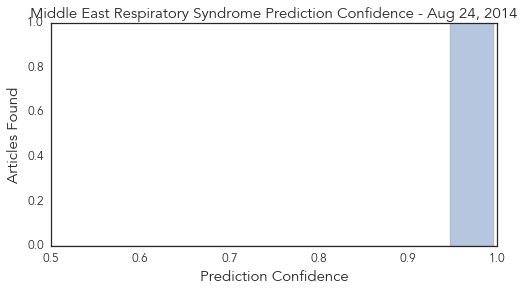 Middle East Respiratory Syndrome Prediction Confidence - Aug 24, 2014
1.0
0.8
0.6
0.4
0.2
0.0
Articles Found
0.5 0.6 0.7 0.8 0.9 1.0
Prediction Confidence